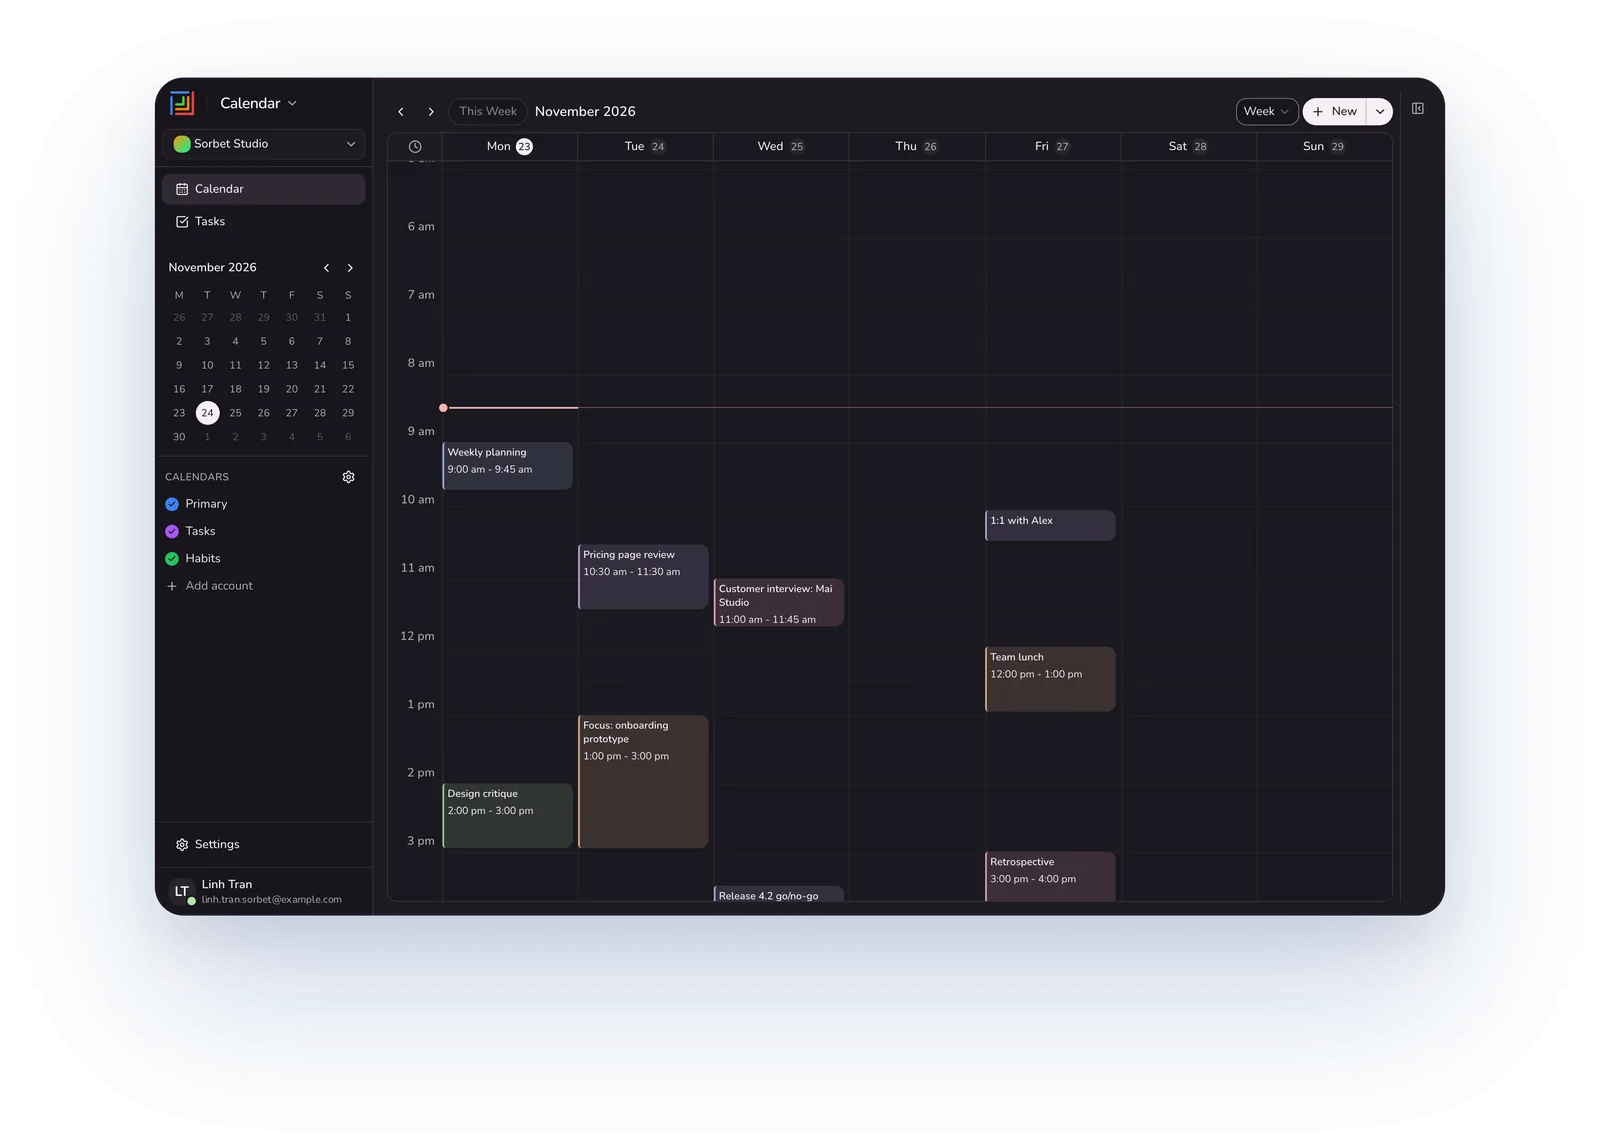 Calendar
Sorbet Studio
Calendar
Tasks
November 2026
M T W T F S S
26 27 28 29 30 31 1
2 3 4 5 6 7 8
9 10 11 12 13 14 15
16 17 18 19 20 21 22
23 24 25 26 27 28 29
30 1 2 3 4 5 6
CALENDARS
Primary
Tasks
Habits
Add account
Settings
LT
Linh Tran
linh.tran.sorbet@example.com
This Week November 2026
Week
New
Mon 23 Tue 24 Wed 25 Thu 26 Fri 27 Sat 28 Sun 29
6 am
7 am
8 am
9 am
Weekly planning
9:00 am - 9:45 am
10 am
1:1 with Alex
11 am
Pricing page review
10:30 am - 11:30 am
Customer interview: Mai
Studio
11:00 am - 11:45 am
12 pm
Team lunch
12:00 pm - 1:00 pm
1 pm
Focus: onboarding
prototype
1:00 pm - 3:00 pm
2 pm
Design critique
2:00 pm - 3:00 pm
3 pm
Retrospective
3:00 pm - 4:00 pm
Release 4.2 go/no-go